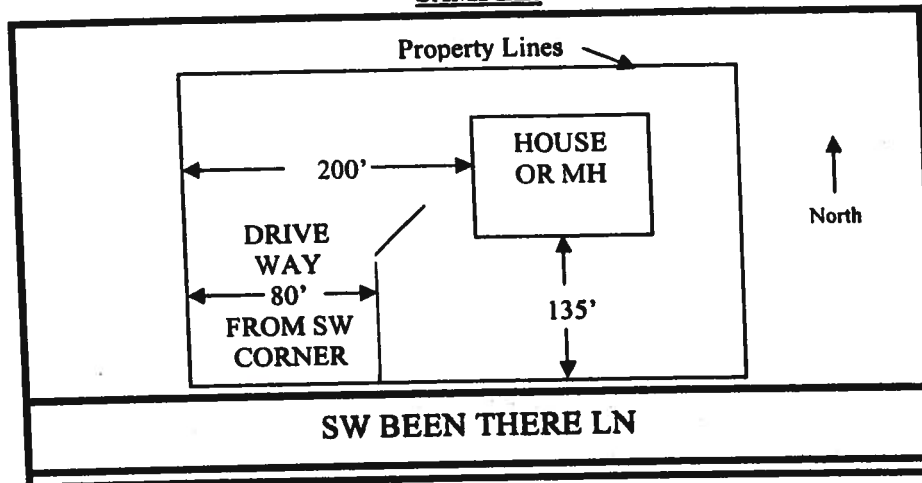 Property Lines
HOUSE
OR MH
200'
North
DRIVE
WAY
80'
FROM SW
CORNER
135'
SW BEEN THERE LN